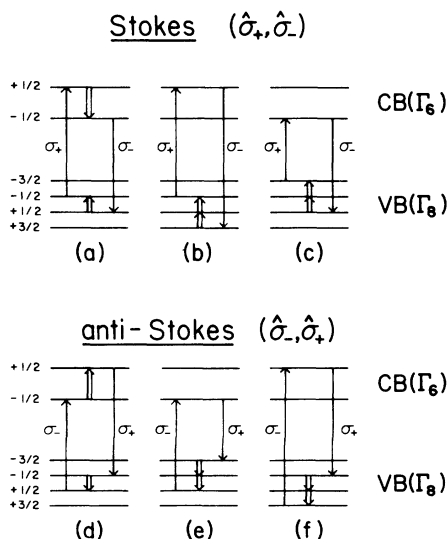 Stokes (σ̂+, σ̂−)
+1/2
−1/2
CB(Γ6)
σ+ σ− σ+ σ− σ+ σ−
−3/2
−1/2
+1/2
+3/2
VB(Γ8)
(a) (b) (c)
anti-Stokes (σ̂−, σ̂+)
+1/2
−1/2
CB(Γ6)
σ− σ+ σ− σ+ σ− σ+
−3/2
−1/2
+1/2
+3/2
VB(Γ8)
(d) (e) (f)